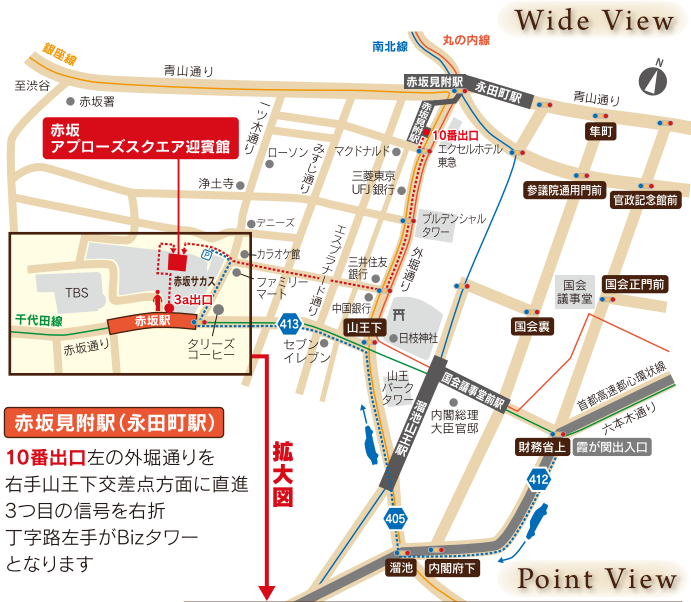 Wide View
銀座線
青山通り
南北線
丸の内線
N
至渋谷
赤坂署
赤坂見附駅
永田町駅
青山通り
赤坂
アプローズスクエア迎賓館
一ツ木通り
ローソン
みすじ通り
マクドナルド
赤坂見附駅
10番出口
エクセルホテル
東急
隼町
浄土寺
三菱東京
UFJ 銀行
参議院通用門前
官政記念館前
デニーズ
プルデンシャル
タワー
エスプラナード通り
外堀通り
カラオケ館
P
赤坂サカス
ファミリー
マート
三井住友
銀行
国会
議事堂
国会正門前
TBS
3a出口
中国銀行
千代田線
赤坂駅
413
山王下
日枝神社
国会裏
赤坂通り
タリーズ
コーヒー
セブン
イレブン
山王
パーク
タワー
国会議事堂前駅
首都高速都心環状線
六本木通り
溜池山王駅
内閣総理
大臣官邸
赤坂見附駅(永田町駅)
財務省上
霞が関出入口
10番出口左の外堀通りを
右手山王下交差点方面に直進
3つ目の信号を右折
丁字路左手がBizタワー
となります
拡大図
412
405
溜池
内閣府下
Point View